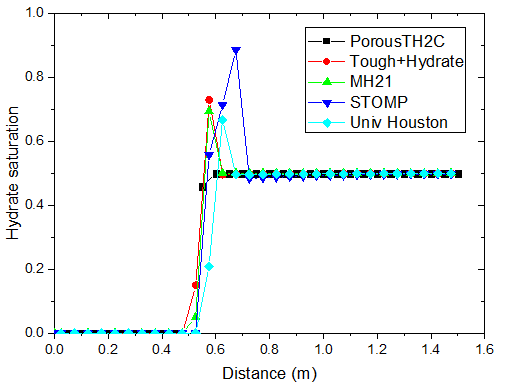 1.0
PorousTH2C
Tough+Hydrate
MH21
STOMP
Univ Houston
0.8
0.6
0.4
0.2
0.0
Hydrate saturation
0.0 0.2 0.4 0.6 0.8 1.0 1.2 1.4 1.6
Distance (m)